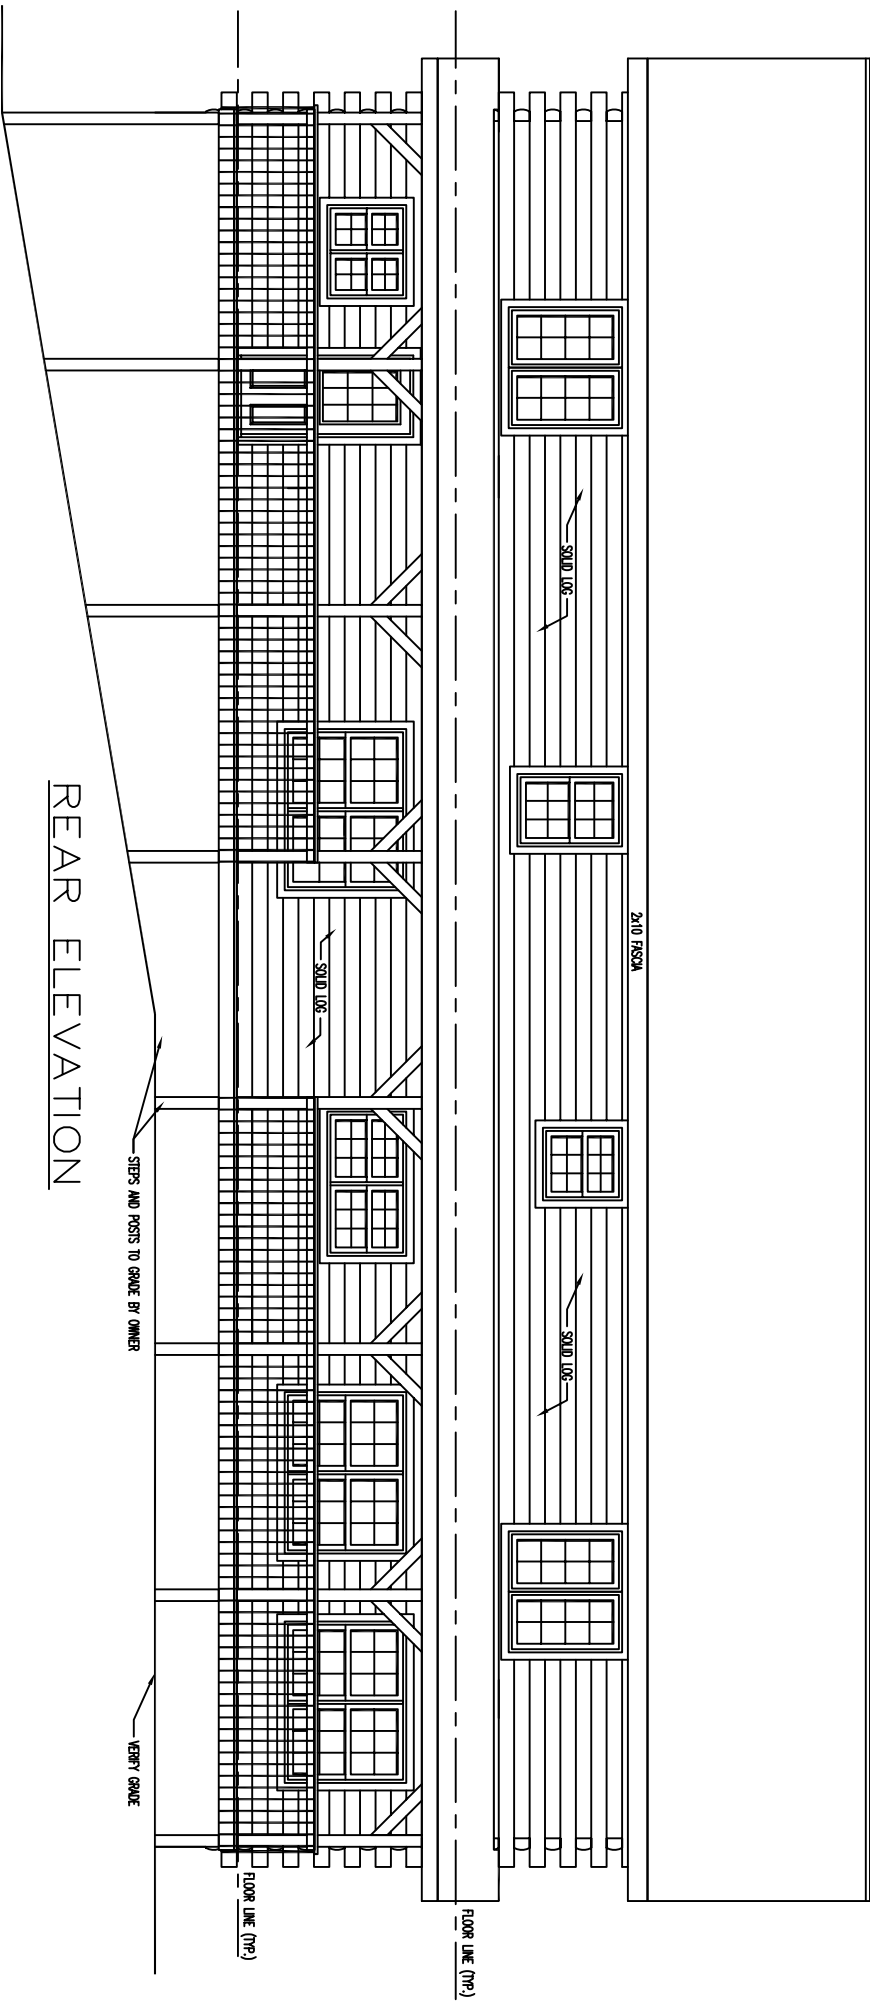 2x10 FASCIA
SOLID LOG
SOLID LOG
FLOOR LINE (TYP.)
SOLID LOG
FLOOR LINE (TYP.)
STEPS AND POSTS TO GRADE BY OWNER
VERIFY GRADE
REAR ELEVATION